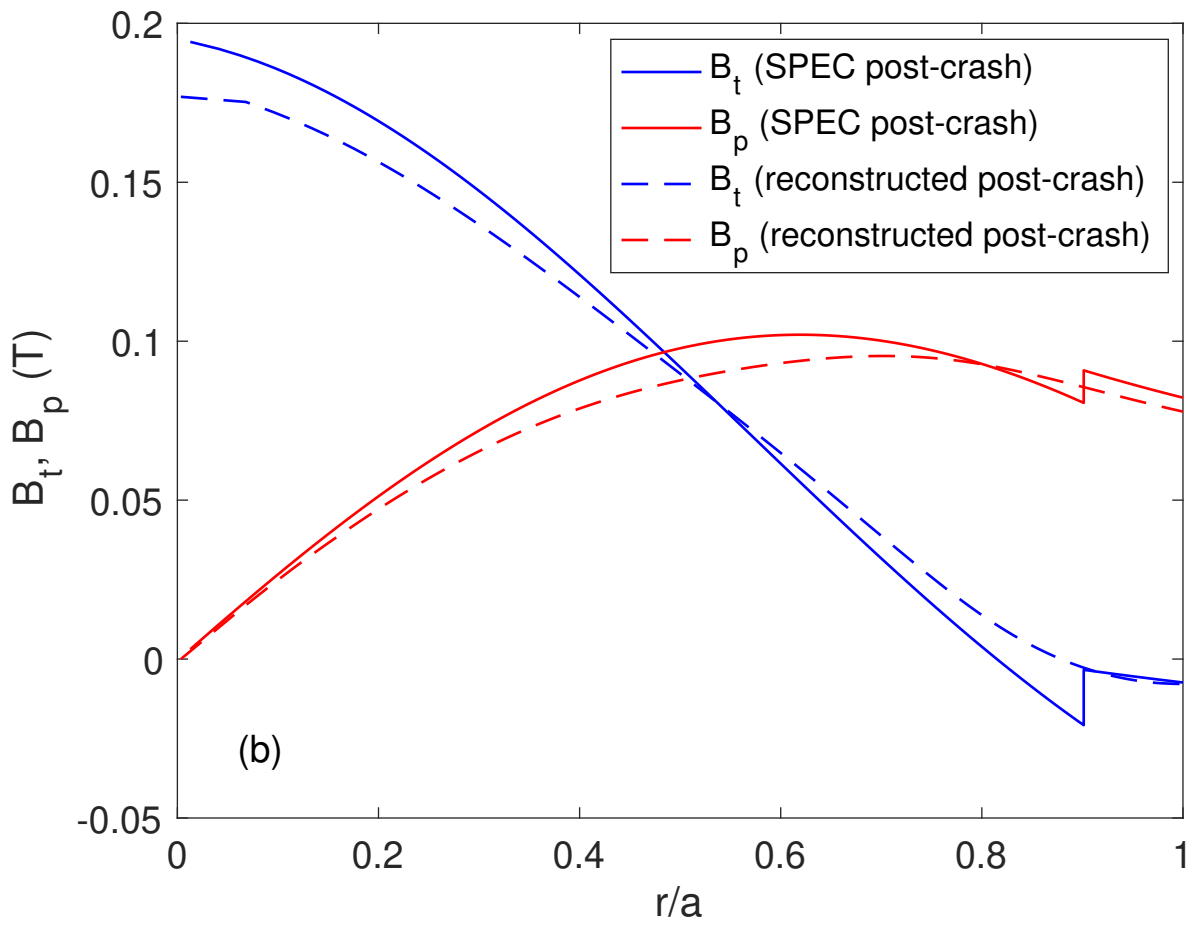 0.2
0.15
0.1
0.05
0
-0.05
B_t, B_p (T)
B_t (SPEC post-crash)
B_p (SPEC post-crash)
B_t (reconstructed post-crash)
B_p (reconstructed post-crash)
(b)
0 0.2 0.4 0.6 0.8 1
r/a